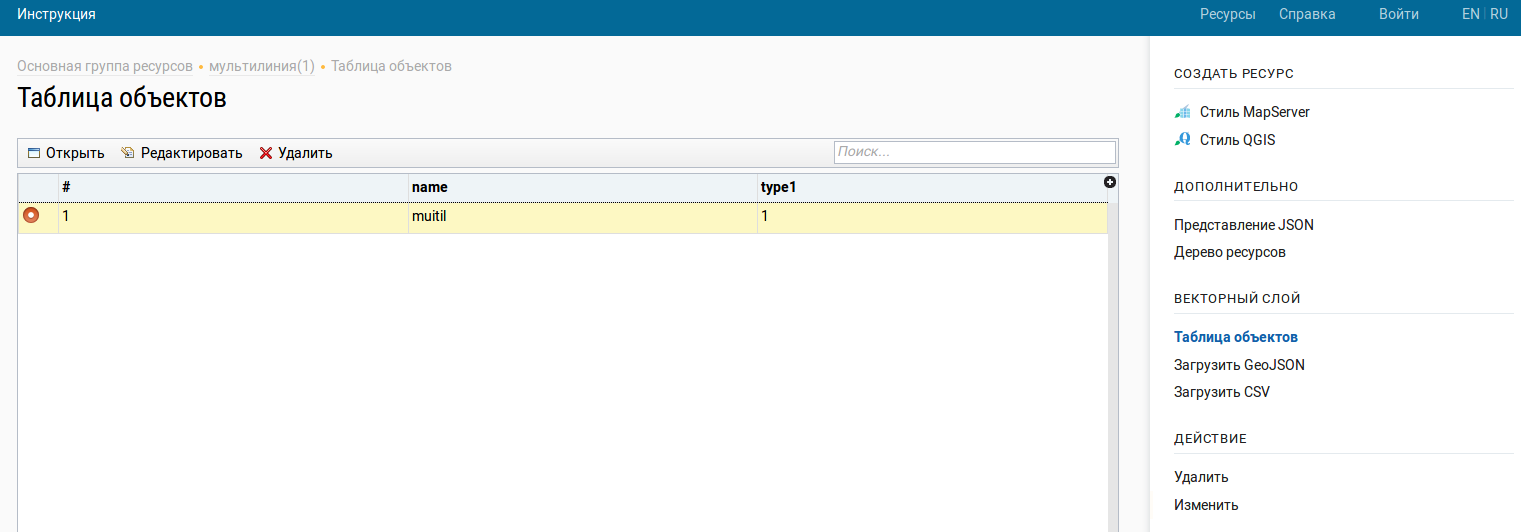 Инструкция
Ресурсы Справка Войти EN RU
Основная группа ресурсов • мультилиния(1) • Таблица объектов
Таблица объектов
Открыть Редактировать Удалить Поиск...
# name type1
1 muitil 1
СОЗДАТЬ РЕСУРС
Стиль MapServer
Стиль QGIS
ДОПОЛНИТЕЛЬНО
Представление JSON
Дерево ресурсов
ВЕКТОРНЫЙ СЛОЙ
Таблица объектов
Загрузить GeoJSON
Загрузить CSV
ДЕЙСТВИЕ
Удалить
Изменить